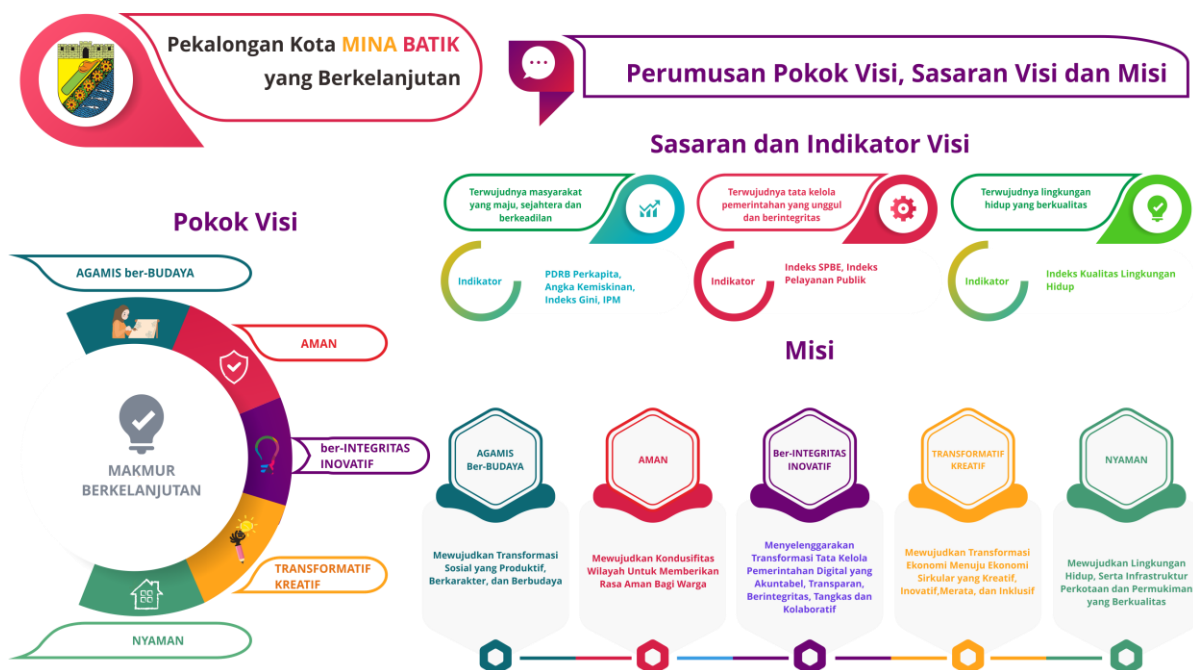 Pekalongan Kota MINA BATIK
yang Berkelanjutan
Perumusan Pokok Visi, Sasaran Visi dan Misi
Sasaran dan Indikator Visi
Terwujudnya masyarakat
yang maju, sejahtera dan
berkeadilan
Indikator
PDRB Perkapita,
Angka Kemiskinan,
Indeks Gini, IPM
Terwujudnya tata kelola
pemerintahan yang unggul
dan berintegritas
Indikator
Indeks SPBE, Indeks
Pelayanan Publik
Terwujudnya lingkungan
hidup yang berkualitas
Indikator
Indeks Kualitas Lingkungan
Hidup
Pokok Visi
AGAMIS ber-BUDAYA
AMAN
ber-INTEGRITAS
INOVATIF
TRANSFORMATIF
KREATIF
NYAMAN
MAKMUR
BERKELANJUTAN
Misi
AGAMIS
Ber-BUDAYA
Mewujudkan Transformasi
Sosial yang Produktif,
Berkarakter, dan Berbudaya
AMAN
Mewujudkan Kondusifitas
Wilayah Untuk Memberikan
Rasa Aman Bagi Warga
Ber-INTEGRITAS
INOVATIF
Menyelenggarakan
Transformasi Tata Kelola
Pemerintahan Digital yang
Akuntabel, Transparan,
Berintegritas, Tangkas dan
Kolaboratif
TRANSFORMATIF
KREATIF
Mewujudkan Transformasi
Ekonomi Menuju Ekonomi
Sirkular yang Kreatif,
Inovatif,Merata, dan Inklusif
NYAMAN
Mewujudkan Lingkungan
Hidup, Serta Infrastruktur
Perkotaan dan Permukiman
yang Berkualitas